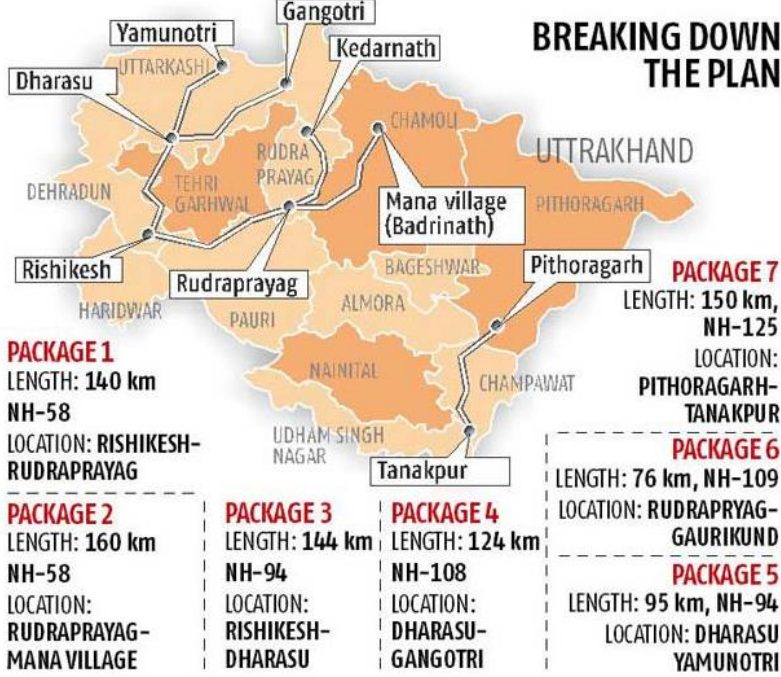 BREAKING DOWN
THE PLAN
Gangotri
Yamunotri
Kedarnath
UTTARKASHI
Dharasu
CHAMOLI
UTTRAKHAND
RUDRA
PRAYAG
DEHRADUN
TEHRI
GARHWAL
Mana village
(Badrinath)
PITHORAGARH
Rishikesh
Rudraprayag
BAGESHWAR
Pithoragarh
HARIDWAR
PAURI
ALMORA
NAINITAL
CHAMPAWAT
UDHAM SINGH
NAGAR
Tanakpur
PACKAGE 1
LENGTH: 140 km
NH-58
LOCATION: RISHIKESH-
RUDRAPRAYAG
PACKAGE 2
LENGTH: 160 km
NH-58
LOCATION:
RUDRAPRAYAG-
MANA VILLAGE
PACKAGE 3
LENGTH: 144 km
NH-94
LOCATION:
RISHIKESH-
DHARASU
PACKAGE 4
LENGTH: 124 km
NH-108
LOCATION:
DHARASU-
GANGOTRI
PACKAGE 7
LENGTH: 150 km,
NH-125
LOCATION:
PITHORAGARH-
TANAKPUR
PACKAGE 6
LENGTH: 76 km, NH-109
LOCATION: RUDRAPRYAG-
GAURIKUND
PACKAGE 5
LENGTH: 95 km, NH-94
LOCATION: DHARASU
YAMUNOTRI